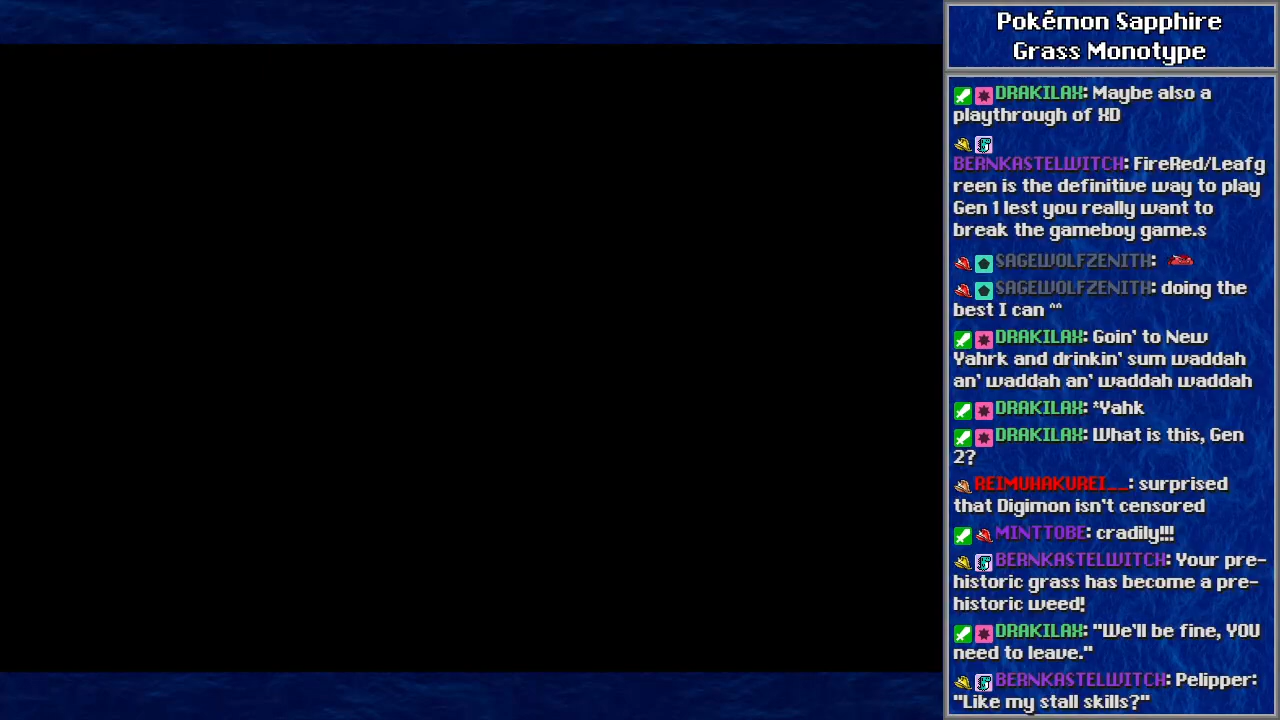 Pokémon Sapphire
Grass Monotype
DRAKILAX: Maybe also a
playthrough of XD
BERNKASTELWITCH: FireRed/Leafg
reen is the definitive way to play
Gen 1 lest you really want to
break the gameboy game.s
SAGEWOLFZENITH:
SAGEWOLFZENITH: doing the
best I can ^^
DRAKILAX: Goin' to New
Yahrk and drinkin' sum waddah
an' waddah an' waddah waddah
DRAKILAX: *Yahk
DRAKILAX: What is this, Gen
2?
REIMUHAKUREI__: surprised
that Digimon isn't censored
MINTTOBE: cradily!!!
BERNKASTELWITCH: Your pre-
historic grass has become a pre-
historic weed!
DRAKILAX: "We'll be fine, YOU
need to leave."
BERNKASTELWITCH: Pelipper:
"Like my stall skills?"